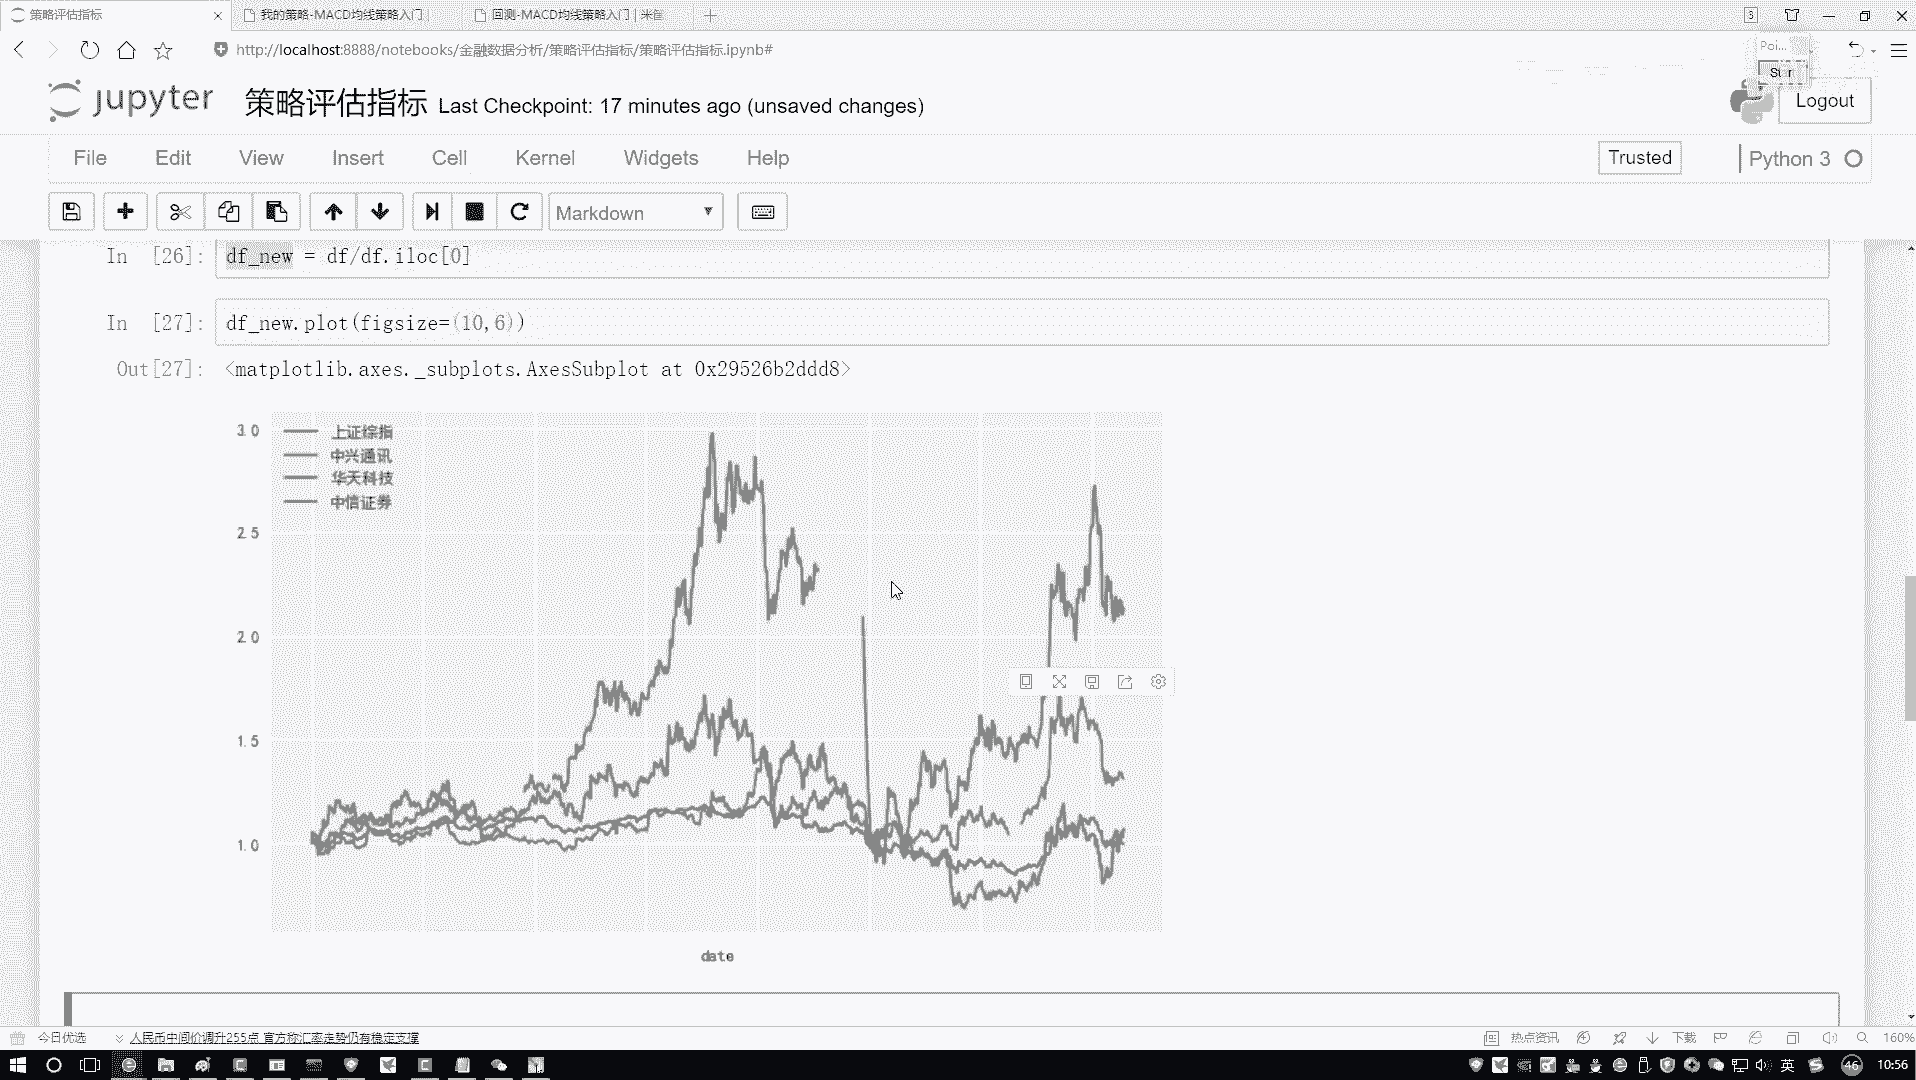 策略评估指标
我的策略-MACD均线策略入门
回测-MACD均线策略入门 | 米筐
http://localhost:8888/notebooks/金融数据分析/策略评估指标/策略评估指标.ipynb#
Poi...
jupyter 策略评估指标 Last Checkpoint: 17 minutes ago (unsaved changes)
Logout
File Edit View Insert Cell Kernel Widgets Help
Trusted
Python 3
Markdown
In [26]: df_new = df/df.iloc[0]
In [27]: df_new.plot(figsize=(10,6))
Out[27]: <matplotlib.axes._subplots.AxesSubplot at 0x29526b2ddd8>
上证综指
中兴通讯
华天科技
中信证券
3.0
2.5
2.0
1.5
1.0
date
今日优选
人民币中间价调升255点 官方称汇率走势仍有稳定支撑
热点资讯
下载
160%
英
46
10:56